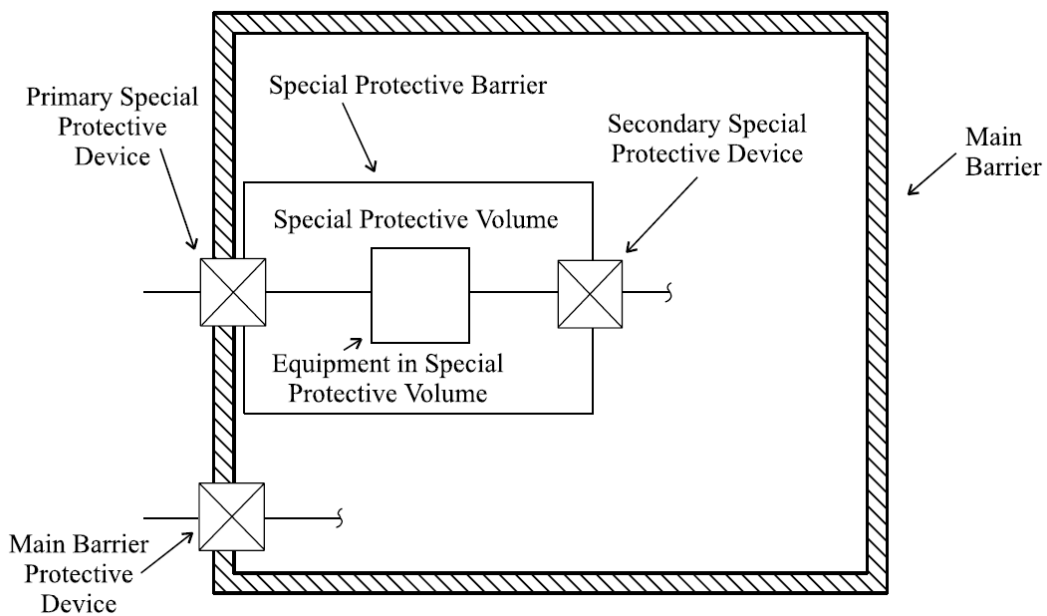 Primary Special
Protective
Device
Special Protective Barrier
Secondary Special
Protective Device
Main
Barrier
Special Protective Volume
Equipment in Special
Protective Volume
Main Barrier
Protective
Device